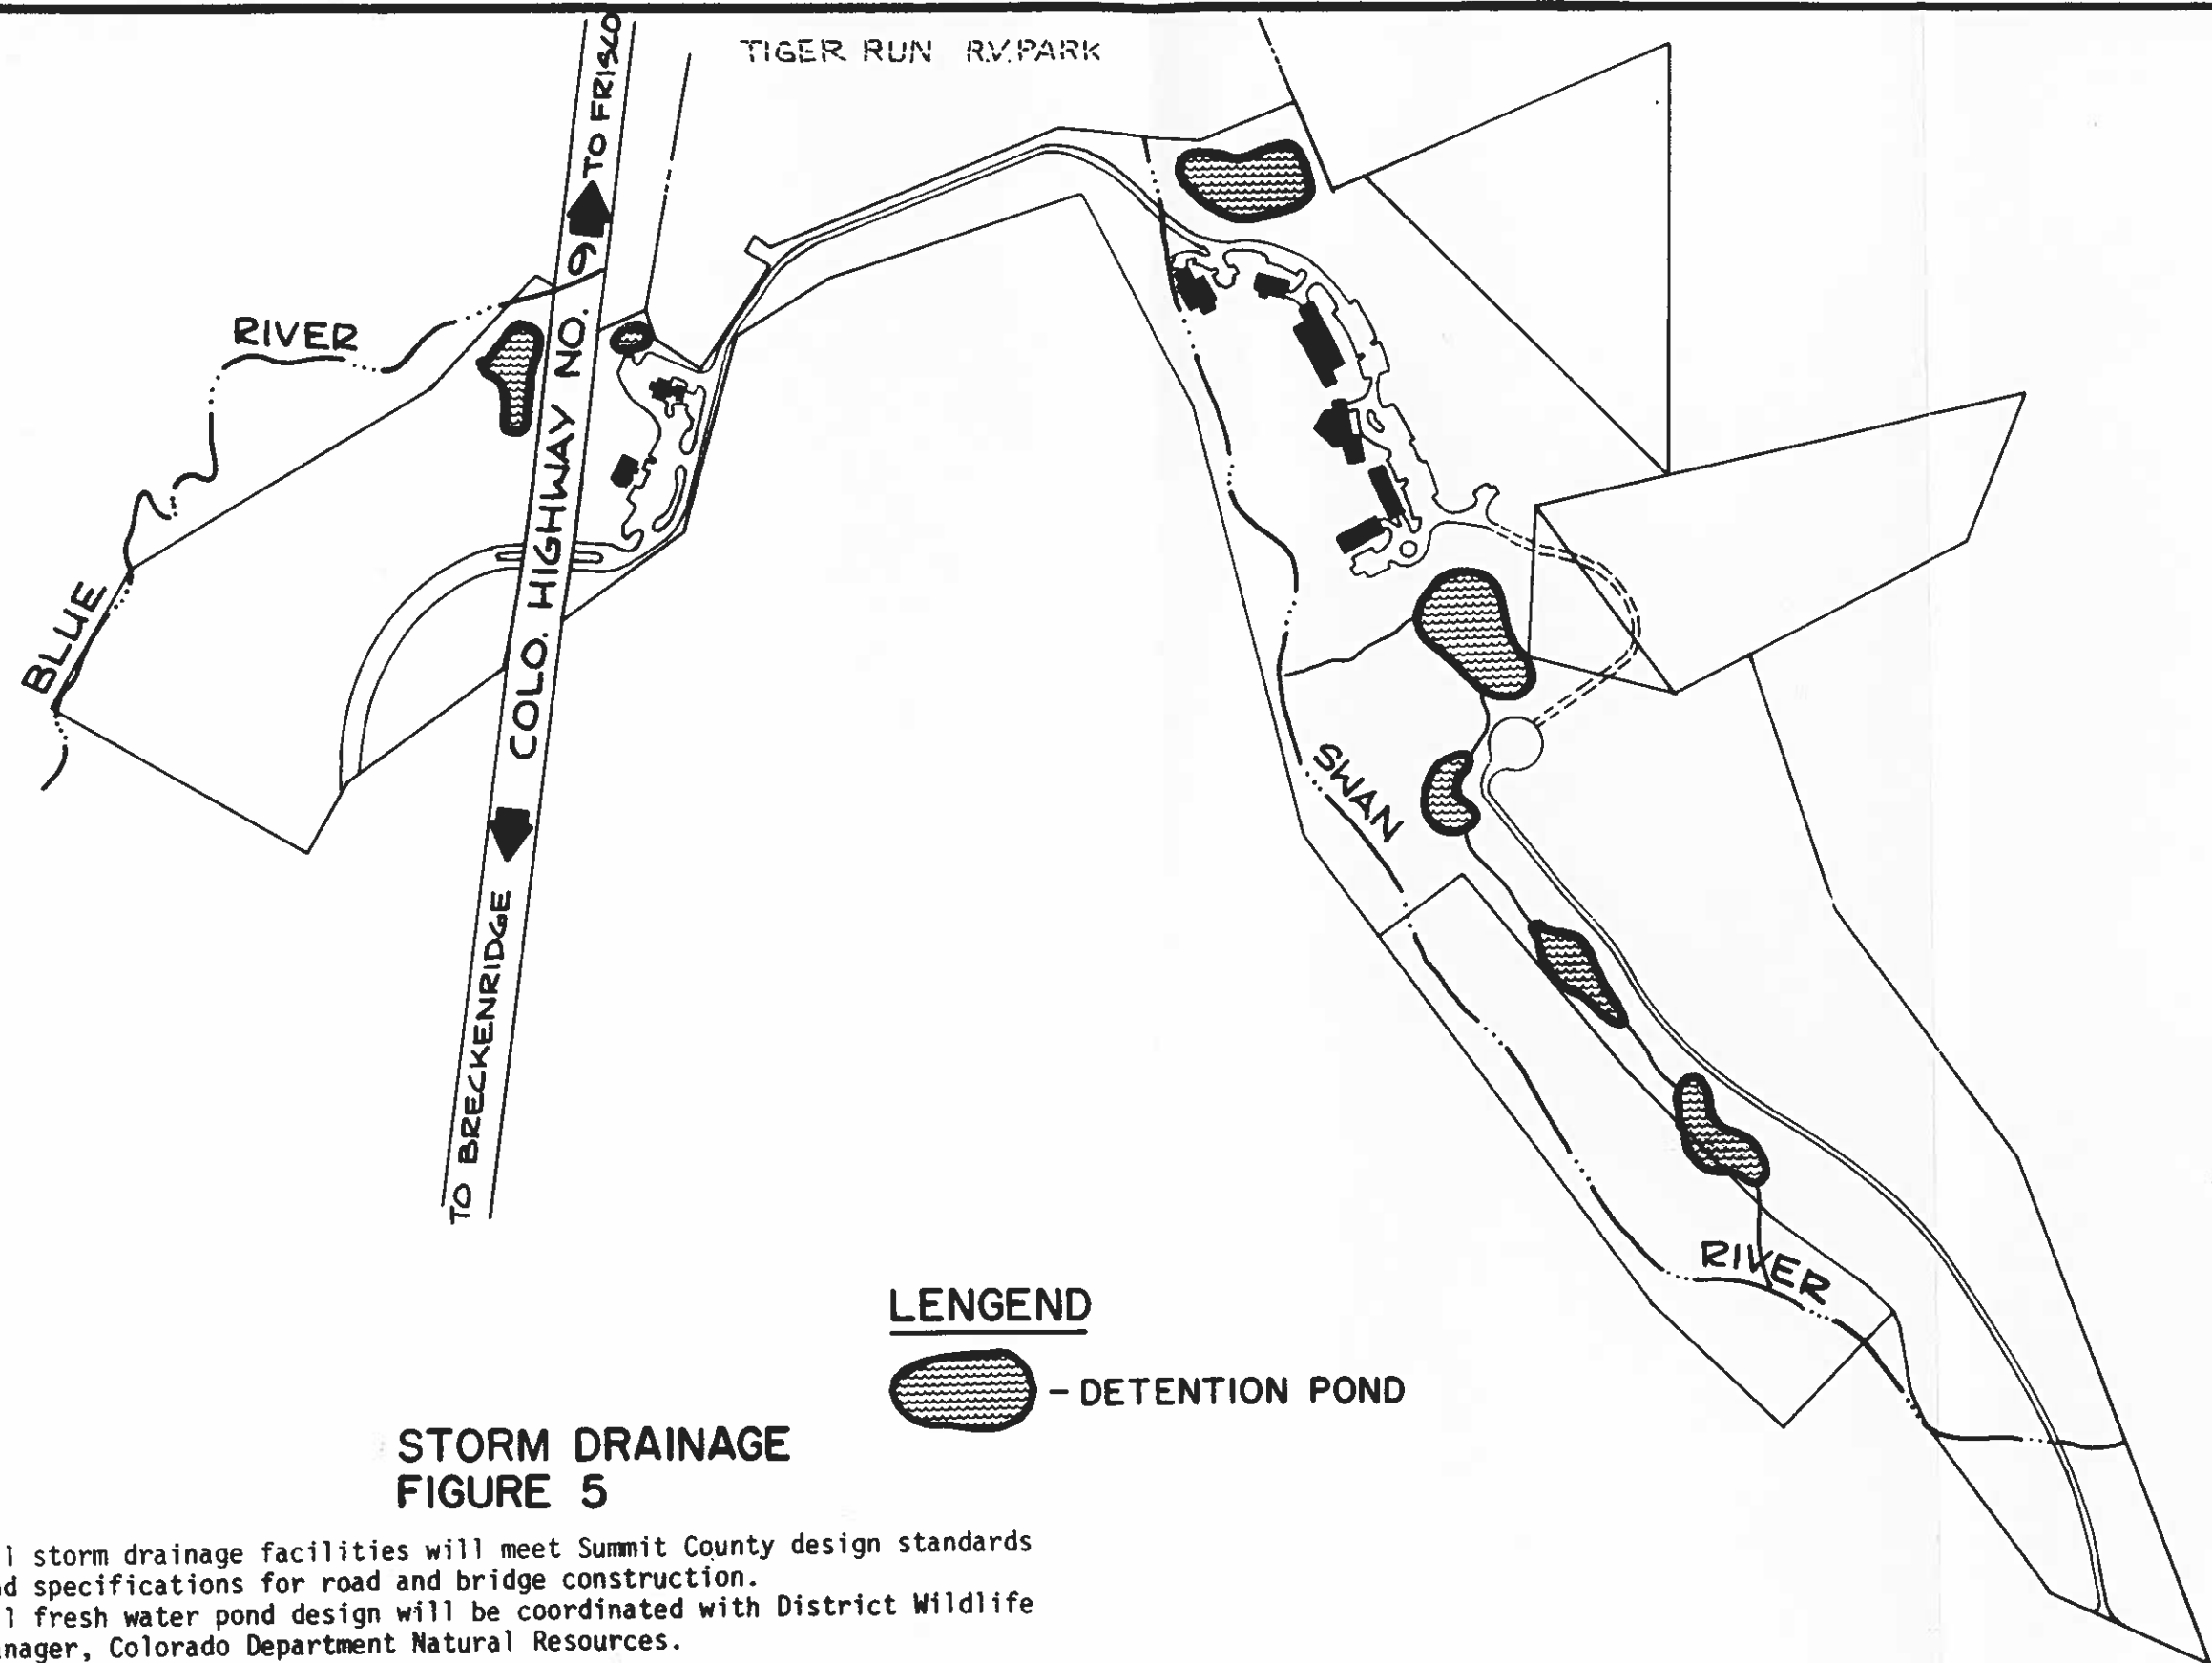 TIGER RUN R.V. PARK
TO FRISCO
COLO. HIGHWAY NO. 9
TO BRECKENRIDGE
BLUE RIVER
SWAN RIVER
LENGEND
- DETENTION POND
STORM DRAINAGE
FIGURE 5
l storm drainage facilities will meet Summit County design standards
d specifications for road and bridge construction.
l fresh water pond design will be coordinated with District Wildlife
nager, Colorado Department Natural Resources.